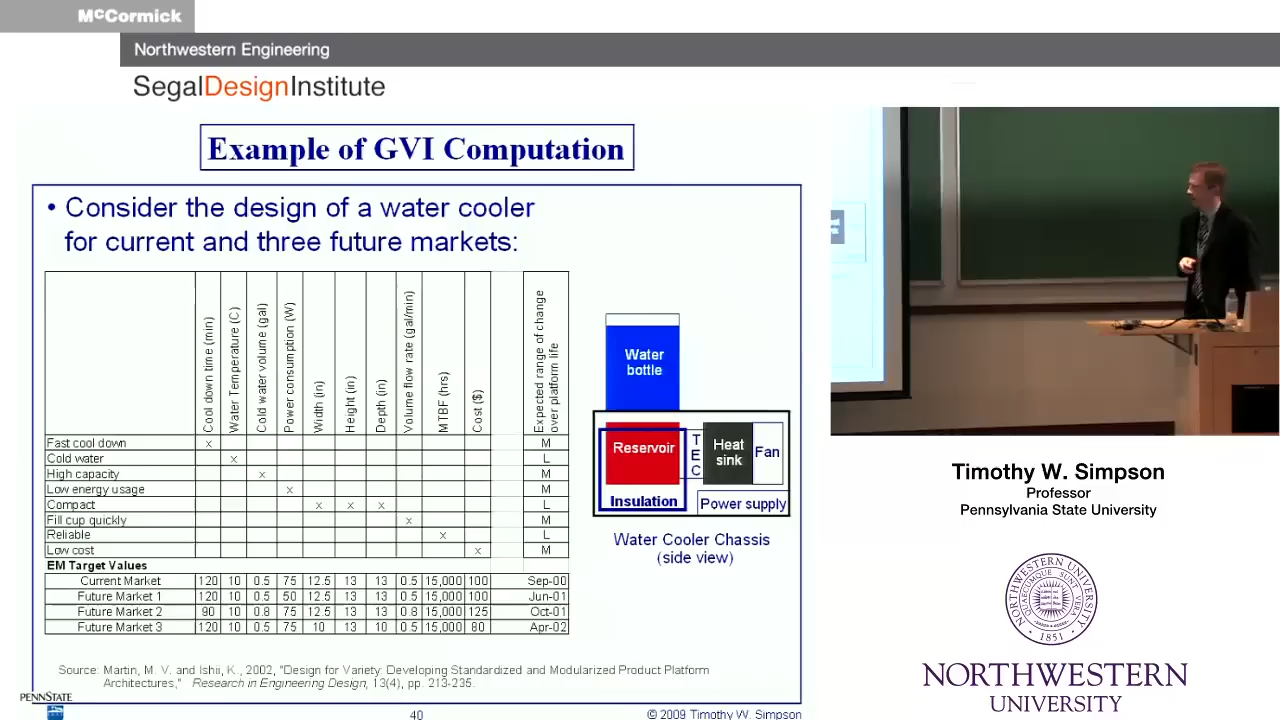 McCormick
Northwestern Engineering
SegalDesignInstitute
Example of GVI Computation
• Consider the design of a water cooler
for current and three future markets:
Cool down time (min) Water Temperature (C) Cold water volume (gal) Power consumption (W) Width (in) Height (in) Depth (in) Volume flow rate (gal/min) MTBF (hrs) Cost ($) Expected range of change over platform life
Fast cool down x M
Cold water x L
High capacity x M
Low energy usage x M
Compact x x x L
Fill cup quickly x M
Reliable x L
Low cost x M
EM Target Values
Current Market 120 10 0.5 75 12.5 13 13 0.5 15,000 100 Sep-00
Future Market 1 120 10 0.5 50 12.5 13 13 0.5 15,000 100 Jun-01
Future Market 2 90 10 0.8 75 12.5 13 13 0.8 15,000 125 Oct-01
Future Market 3 120 10 0.5 75 10 13 10 0.5 15,000 80 Apr-02
Water
bottle
Reservoir
TEC
Heat
sink
Fan
Insulation
Power supply
Water Cooler Chassis
(side view)
Source: Martin, M. V. and Ishii, K., 2002, "Design for Variety: Developing Standardized and Modularized Product Platform
Architectures," Research in Engineering Design, 13(4), pp. 213-235.
PENNSTATE
40
© 2009 Timothy W. Simpson
Timothy W. Simpson
Professor
Pennsylvania State University
NORTHWESTERN
UNIVERSITY
1851
NORTHWESTERN
UNIVERSITY